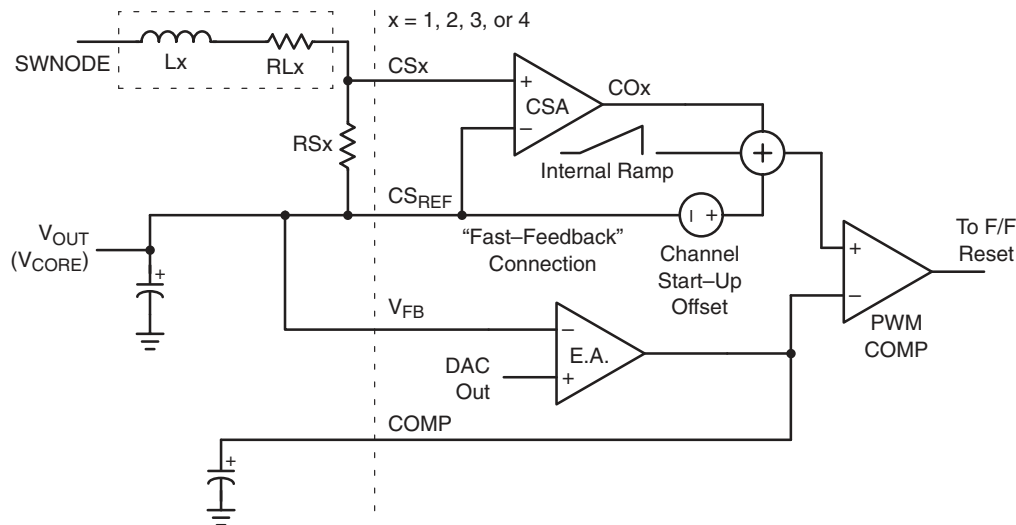 x = 1, 2, 3, or 4
SWNODE
Lx
RLx
CSx
+
CSA
−
COx
RSx
Internal Ramp
+
CSREF
− +
VOUT
(VCORE)
+
“Fast–Feedback”
Connection
Channel
Start–Up
Offset
+
−
PWM
COMP
To F/F
Reset
VFB
−
E.A.
+
DAC
Out
COMP
+